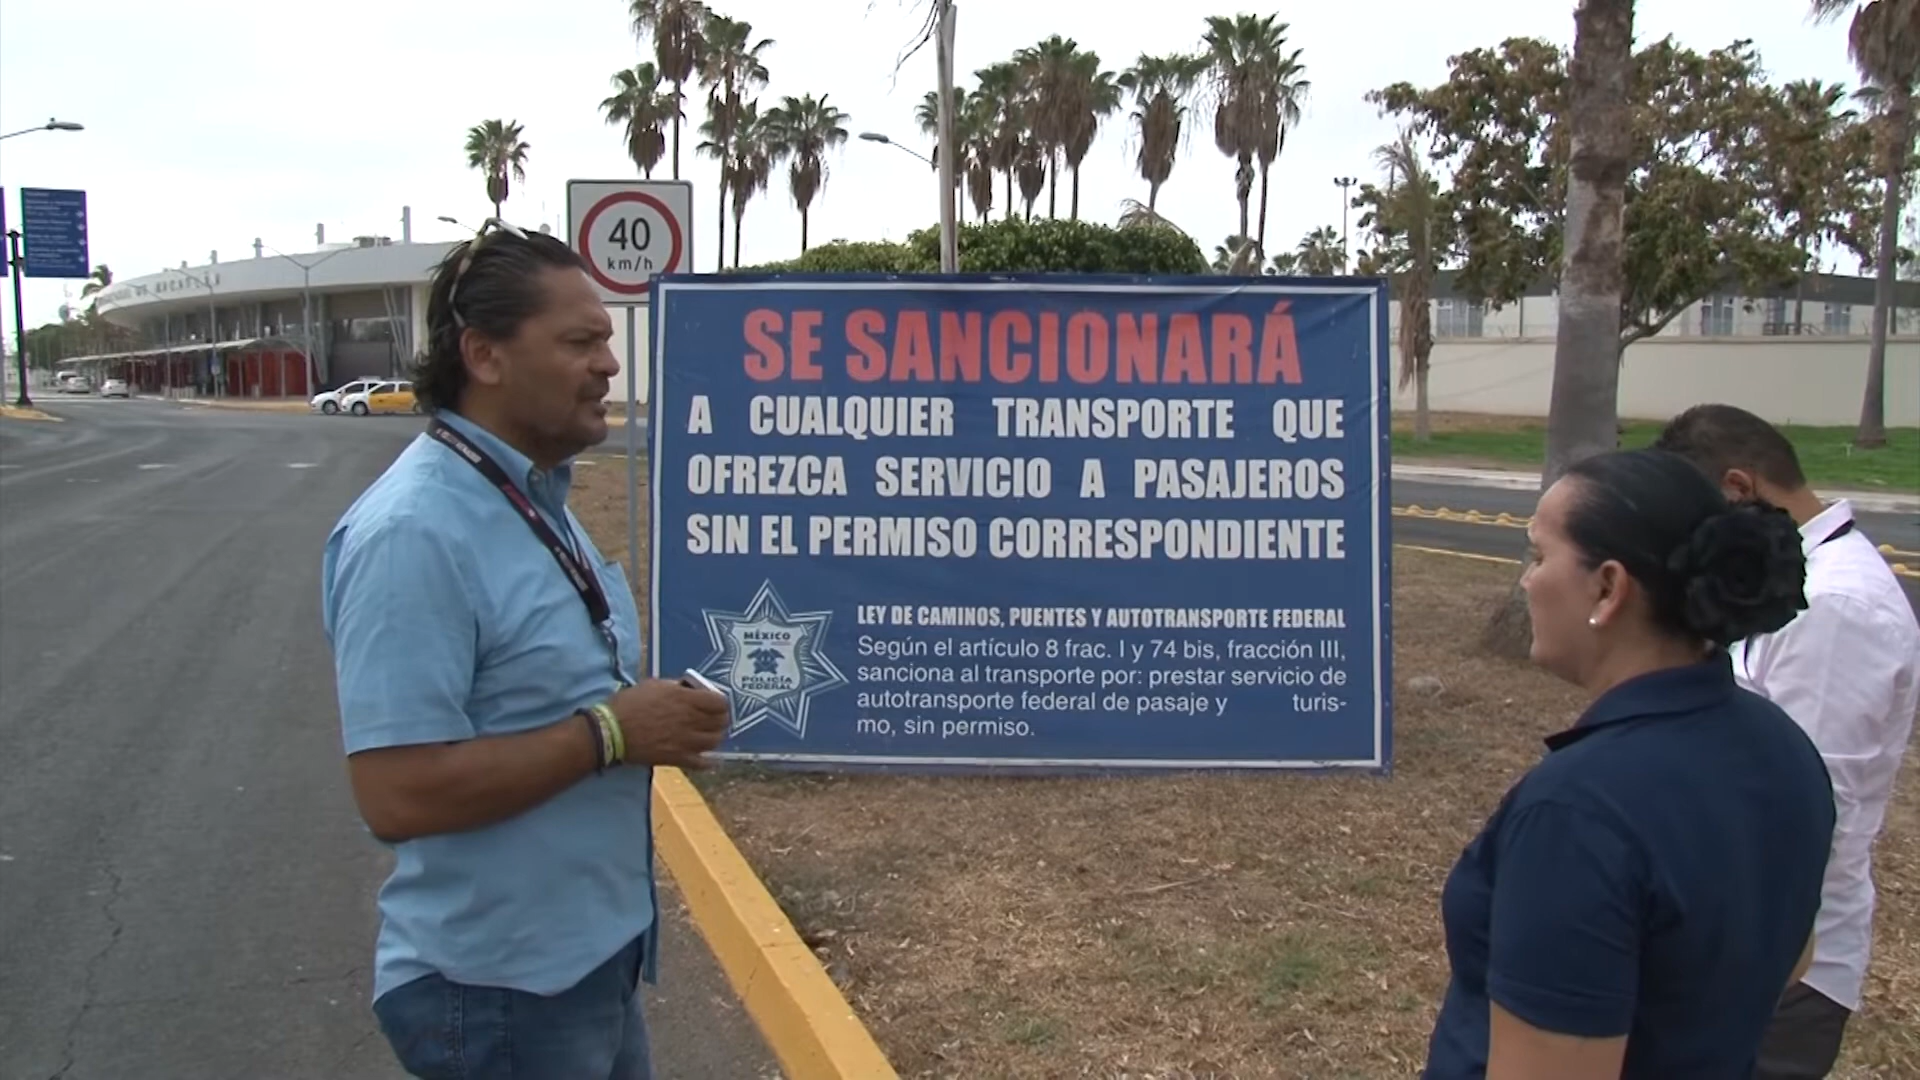 40
km/h
SE SANCIONARÁ
A CUALQUIER TRANSPORTE QUE
OFREZCA SERVICIO A PASAJEROS
SIN EL PERMISO CORRESPONDIENTE
MÉXICO
POLICÍA
FEDERAL
LEY DE CAMINOS, PUENTES Y AUTOTRANSPORTE FEDERAL
Según el artículo 8 frac. I y 74 bis, fracción III,
sanciona al transporte por: prestar servicio de
autotransporte federal de pasaje y turis-
mo, sin permiso.